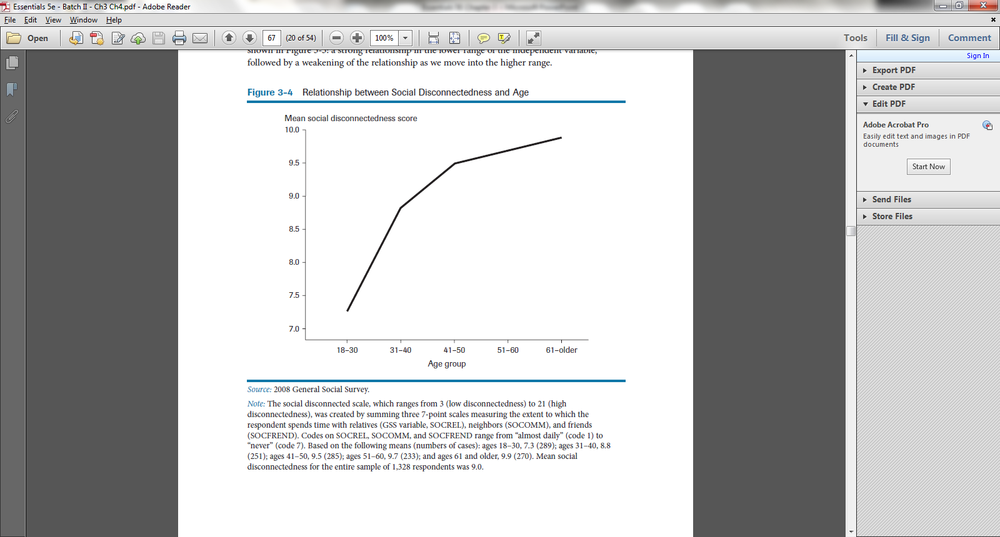 Essentials 5e - Batch II - Ch3 Ch4.pdf - Adobe Reader
File Edit View Window Help
Open 67 (20 of 54) 100% Tools Fill & Sign Comment
Sign In
Export PDF
Create PDF
Edit PDF
Adobe Acrobat Pro
Easily edit text and images in PDF
documents
Start Now
Send Files
Store Files
shown in Figure 3-5: a strong relationship in the lower range of the independent variable,
followed by a weakening of the relationship as we move into the higher range.
Figure 3-4 Relationship between Social Disconnectedness and Age
Mean social disconnectedness score
10.0
9.5
9.0
8.5
8.0
7.5
7.0
18–30 31–40 41–50 51–60 61–older
Age group
Source: 2008 General Social Survey.
Note: The social disconnected scale, which ranges from 3 (low disconnectedness) to 21 (high
disconnectedness), was created by summing three 7-point scales measuring the extent to which the
respondent spends time with relatives (GSS variable, SOCREL), neighbors (SOCOMM), and friends
(SOCFREND). Codes on SOCREL, SOCOMM, and SOCFREND range from “almost daily” (code 1) to
“never” (code 7). Based on the following means (numbers of cases): ages 18–30, 7.3 (289); ages 31–40, 8.8
(251); ages 41–50, 9.5 (285); ages 51–60, 9.7 (233); and ages 61 and older, 9.9 (270). Mean social
disconnectedness for the entire sample of 1,328 respondents was 9.0.